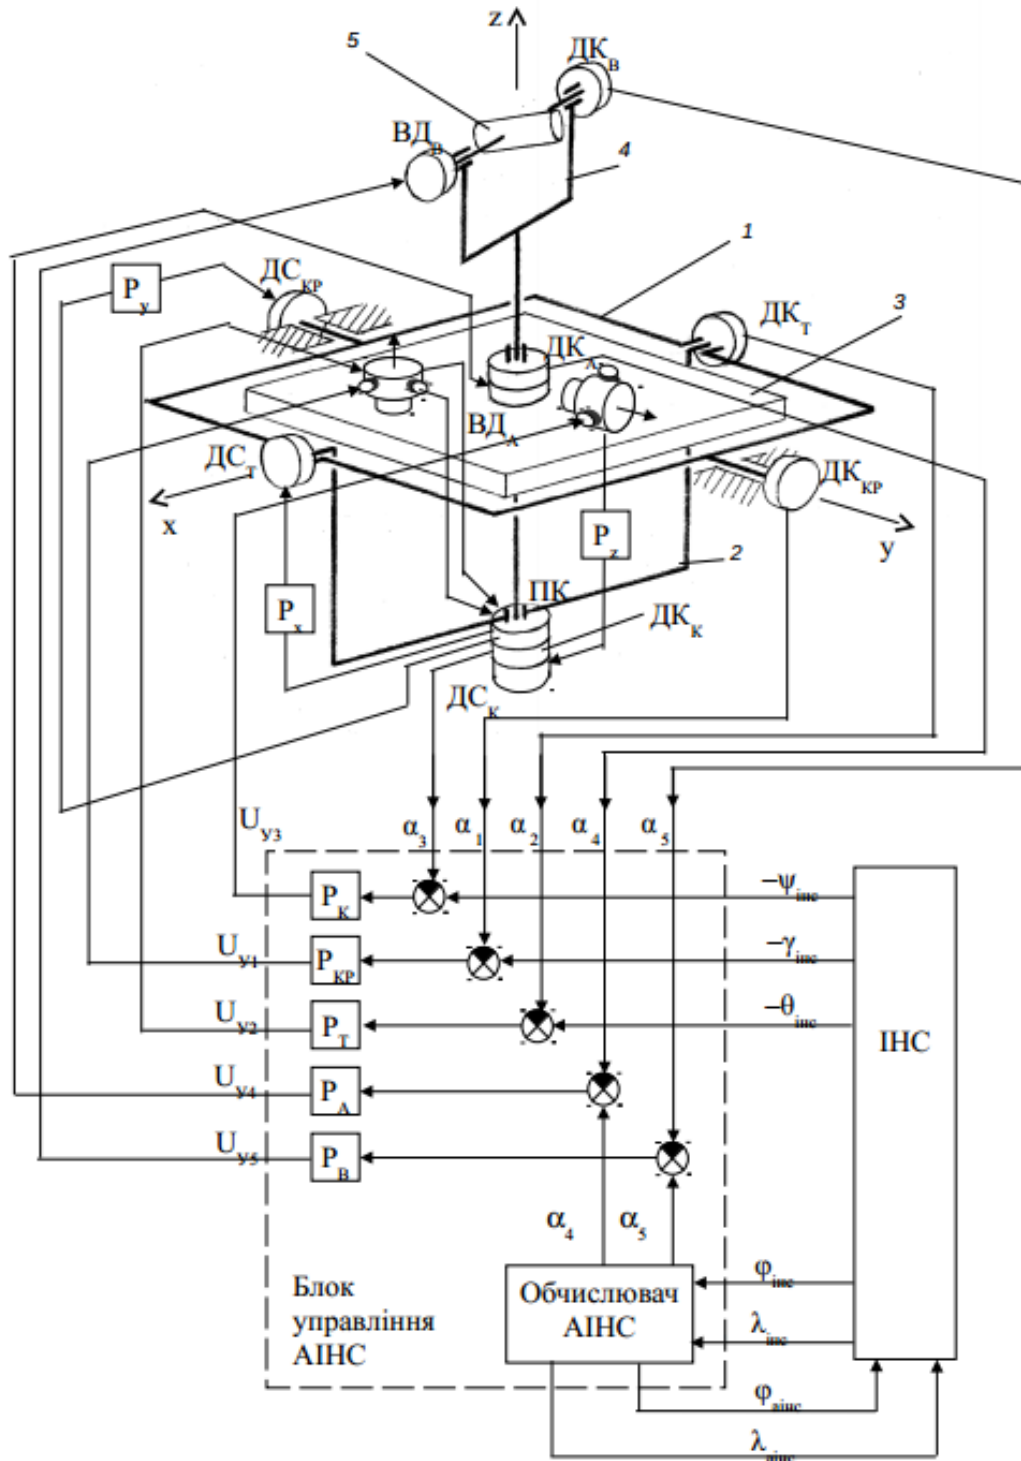 z
5
ДКВ
ВДВ
4
1
ДСКР
Рy
ДКТ
3
ДКА
ВДА
ДСТ
ДККР
x
y
Рz
2
Рx
ПК
ДКК
ДСК
UУ3
α3 α1 α2 α4 α5
РК
−ψінс
UУ1
РКР
−γінс
UУ2
РТ
−θінс
ІНС
UУ4
РА
UУ5
РВ
α4 α5
φінс
Блок
управління
АІНС
Обчислювач
АІНС
λінс
φаінс
λаінс